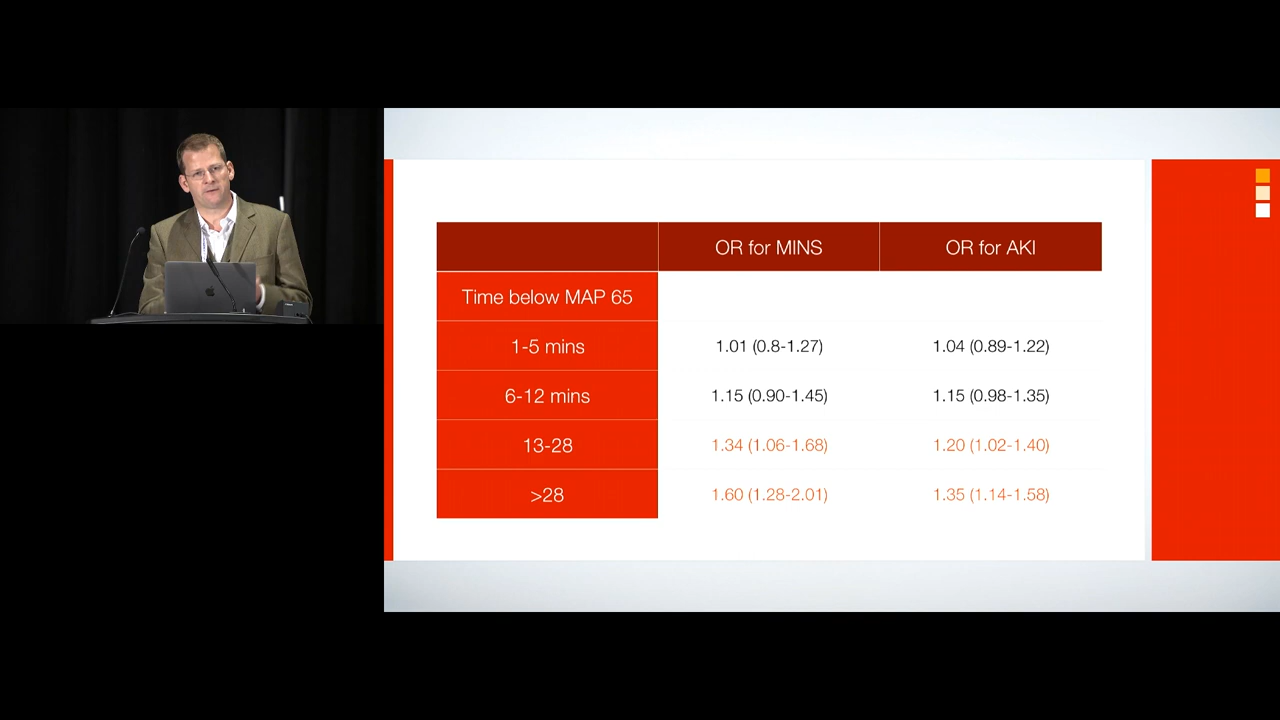 OR for MINS OR for AKI
Time below MAP 65
1-5 mins 1.01 (0.8-1.27) 1.04 (0.89-1.22)
6-12 mins 1.15 (0.90-1.45) 1.15 (0.98-1.35)
13-28 1.34 (1.06-1.68) 1.20 (1.02-1.40)
>28 1.60 (1.28-2.01) 1.35 (1.14-1.58)